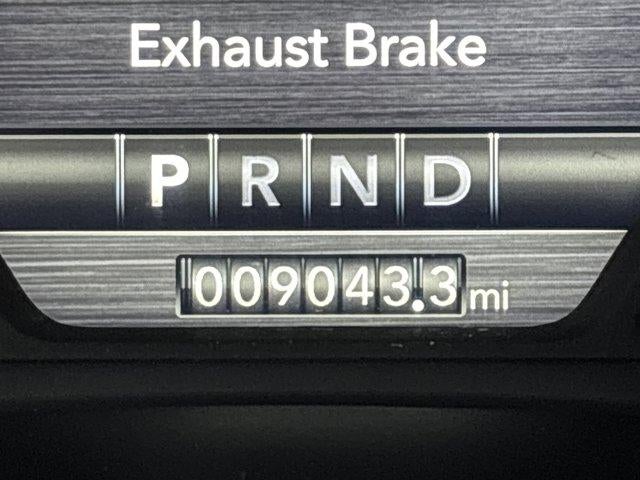 Exhaust Brake
P R N D
009043.3 mi